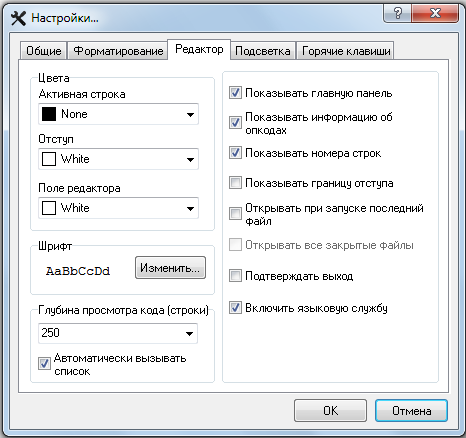 Настройки...
Общие Форматирование Редактор Подсветка Горячие клавиши
Цвета
Активная строка
None
Отступ
White
Поле редактора
White
Шрифт
AaBbCcDd
Изменить...
Глубина просмотра кода (строки)
250
Автоматически вызывать
список
Показывать главную панель
Показывать информацию об
опкодах
Показывать номера строк
Показывать границу отступа
Открывать при запуске последний
файл
Открывать все закрытые файлы
Подтверждать выход
Включить языковую службу
OK Отмена